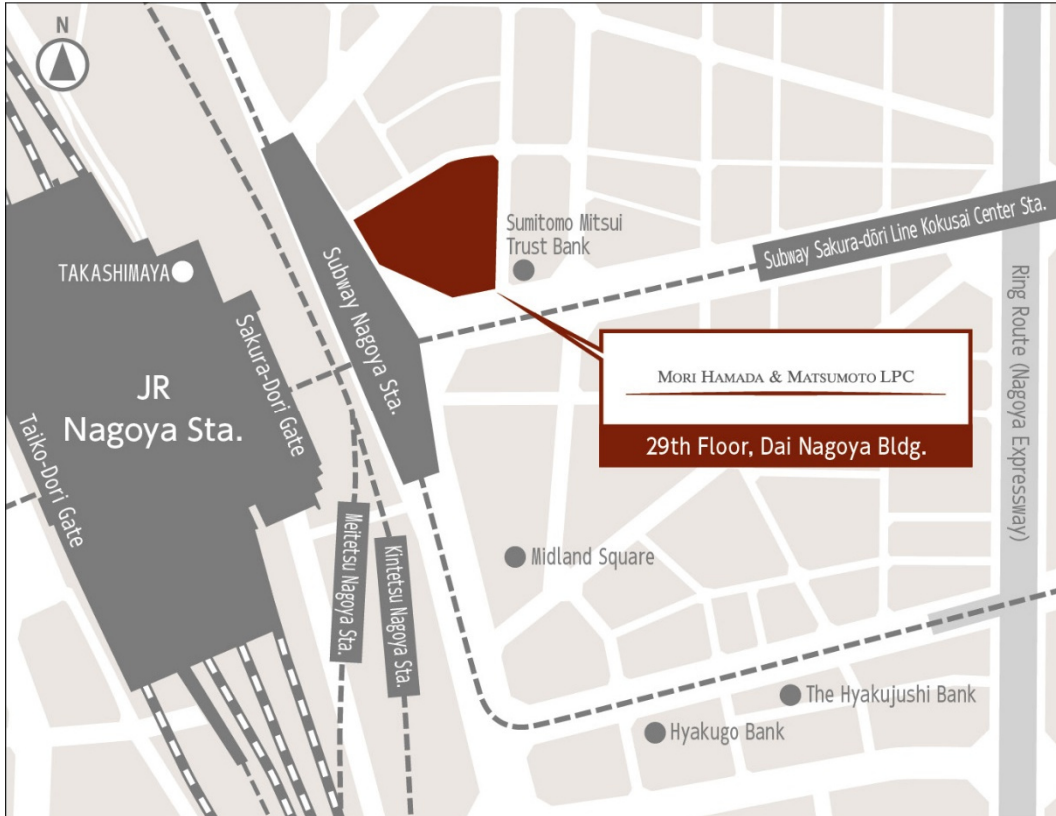 N
Sumitomo Mitsui
Trust Bank
Subway Sakura-dōri Line Kokusai Center Sta.
TAKASHIMAYA
Subway Nagoya Sta.
Sakura-Dori Gate
Ring Route (Nagoya Expressway)
JR
Nagoya Sta.
MORI HAMADA & MATSUMOTO LPC
29th Floor, Dai Nagoya Bldg.
Taiko-Dori Gate
Meitetsu Nagoya Sta.
Kintetsu Nagoya Sta.
Midland Square
The Hyakujushi Bank
Hyakugo Bank